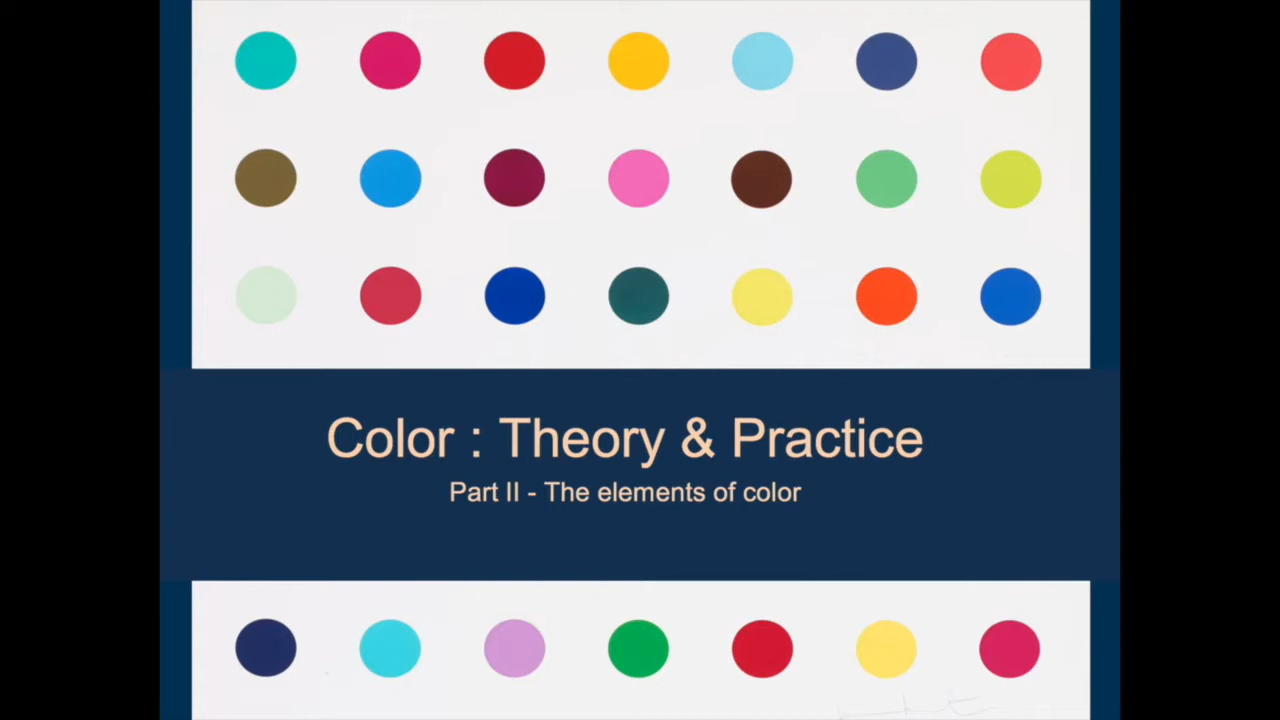 Color : Theory & Practice
Part II - The elements of color